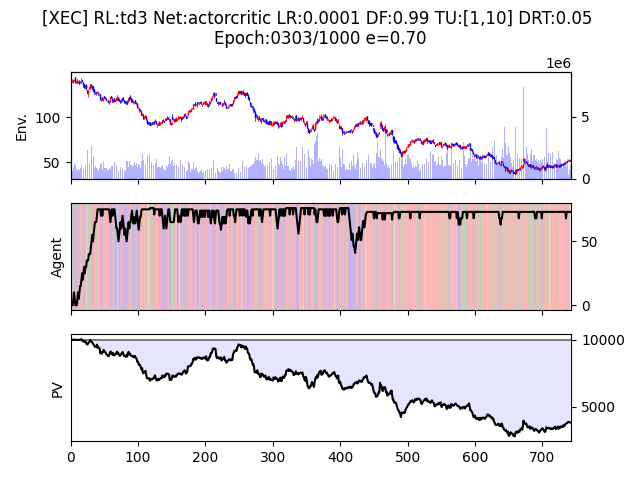 [XEC] RL:td3 Net:actorcritic LR:0.0001 DF:0.99 TU:[1,10] DRT:0.05
Epoch:0303/1000 e=0.70
1e6
Env.
100
50
5
0
Agent
50
0
PV
10000
5000
0 100 200 300 400 500 600 700